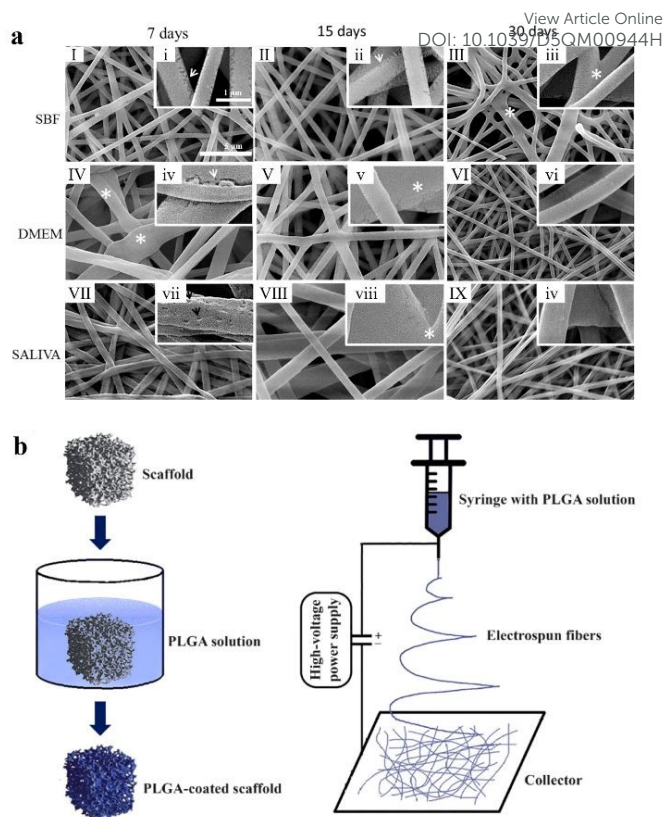 View Article Online
DOI: 10.1039/D5QM00944H
a
7 days
15 days
30 days
SBF
I
i
1 µm
5 µm
II
ii
III
iii
*
*
DMEM
IV
iv
*
*
V
v
*
VI
vi
SALIVA
VII
vii
VIII
viii
*
IX
iv
b
Scaffold
PLGA solution
PLGA-coated scaffold
Syringe with PLGA solution
High-voltage
power supply
+
−
Electrospun fibers
Collector